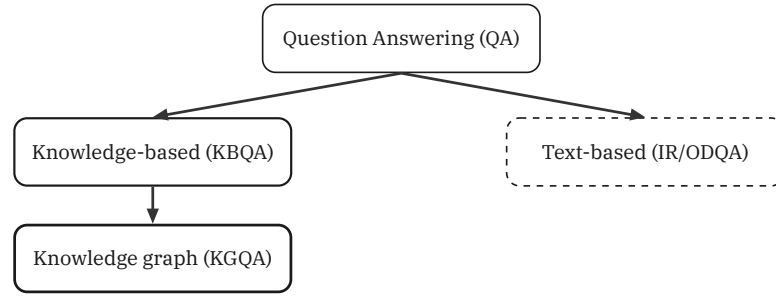 Question Answering (QA)
Knowledge-based (KBQA)
Text-based (IR/ODQA)
Knowledge graph (KGQA)